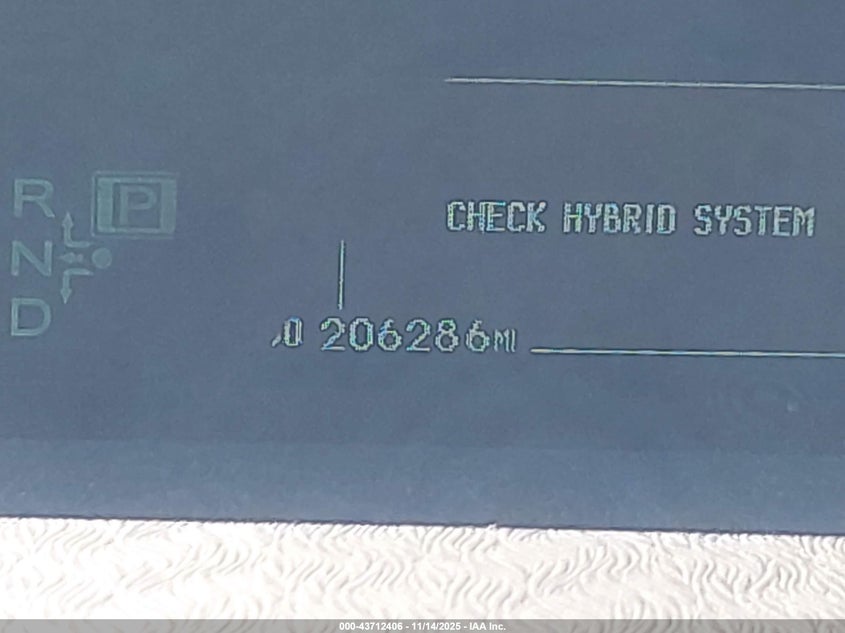 R P
CHECK HYBRID SYSTEM
N
D
206286MI
000-43712406 - 11/14/2025 - IAA Inc.